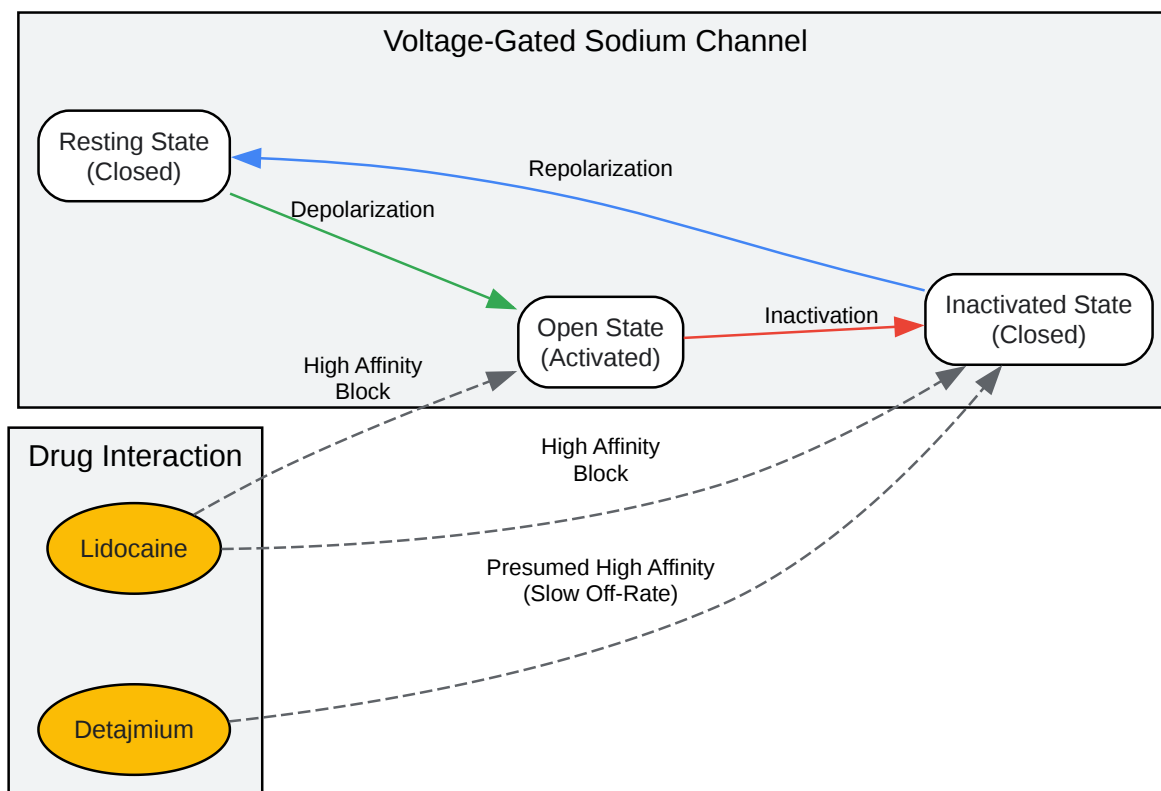 Voltage-Gated Sodium Channel
Resting State
(Closed)
Repolarization
Depolarization
Open State
(Activated)
Inactivation
Inactivated State
(Closed)
High Affinity
Block
Drug Interaction
High Affinity
Block
Lidocaine
Presumed High Affinity
(Slow Off-Rate)
Detajmium